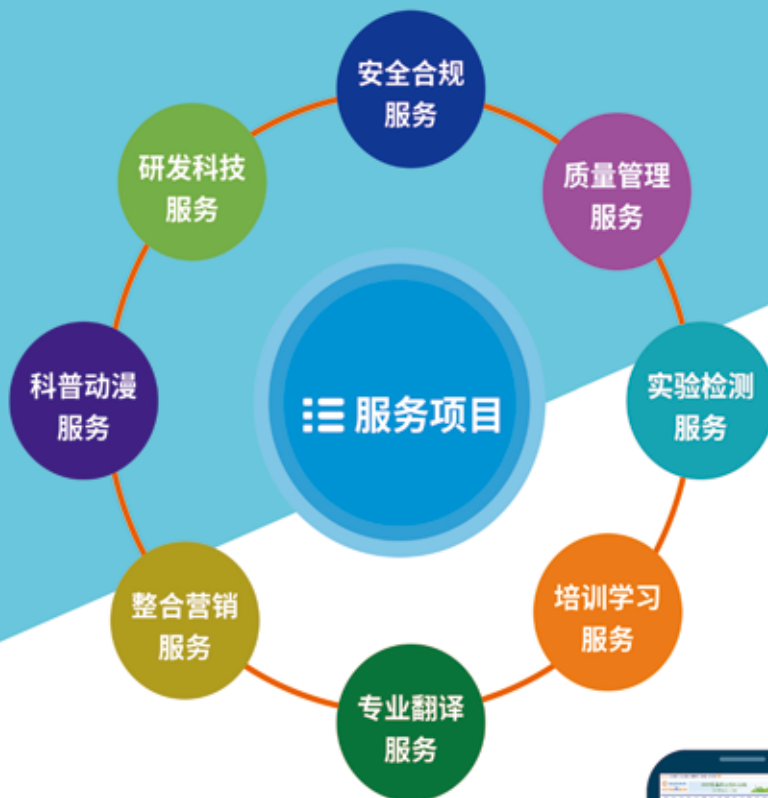 安全合规
服务
质量管理
服务
实验检测
服务
培训学习
服务
专业翻译
服务
整合营销
服务
科普动漫
服务
研发科技
服务
服务项目